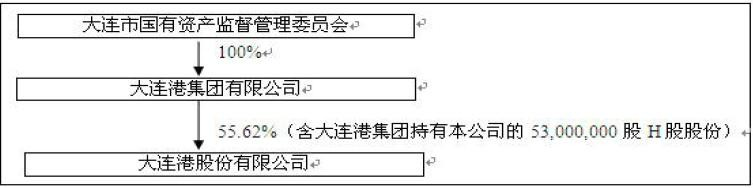 大连市国有资产监督管理委员会
100%
大连港集团有限公司
55.62%（含大连港集团持有本公司的 53,000,000 股 H 股股份）
大连港股份有限公司